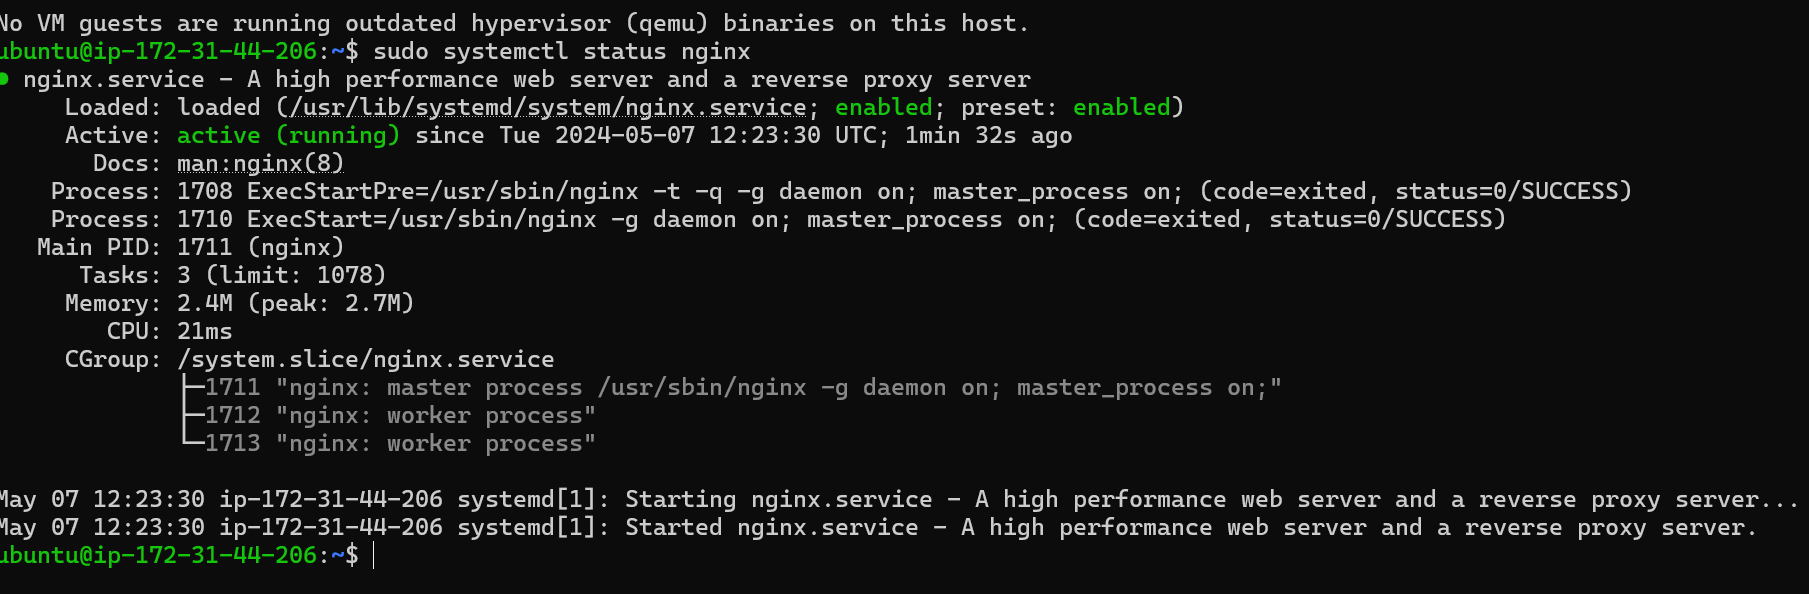 No VM guests are running outdated hypervisor (qemu) binaries on this host.
ubuntu@ip-172-31-44-206:~$ sudo systemctl status nginx
● nginx.service - A high performance web server and a reverse proxy server
     Loaded: loaded (/usr/lib/systemd/system/nginx.service; enabled; preset: enabled)
     Active: active (running) since Tue 2024-05-07 12:23:30 UTC; 1min 32s ago
       Docs: man:nginx(8)
    Process: 1708 ExecStartPre=/usr/sbin/nginx -t -q -g daemon on; master_process on; (code=exited, status=0/SUCCESS)
    Process: 1710 ExecStart=/usr/sbin/nginx -g daemon on; master_process on; (code=exited, status=0/SUCCESS)
   Main PID: 1711 (nginx)
      Tasks: 3 (limit: 1078)
     Memory: 2.4M (peak: 2.7M)
        CPU: 21ms
     CGroup: /system.slice/nginx.service
             ├─1711 "nginx: master process /usr/sbin/nginx -g daemon on; master_process on;"
             ├─1712 "nginx: worker process"
             └─1713 "nginx: worker process"
May 07 12:23:30 ip-172-31-44-206 systemd[1]: Starting nginx.service - A high performance web server and a reverse proxy server...
May 07 12:23:30 ip-172-31-44-206 systemd[1]: Started nginx.service - A high performance web server and a reverse proxy server.
ubuntu@ip-172-31-44-206:~$